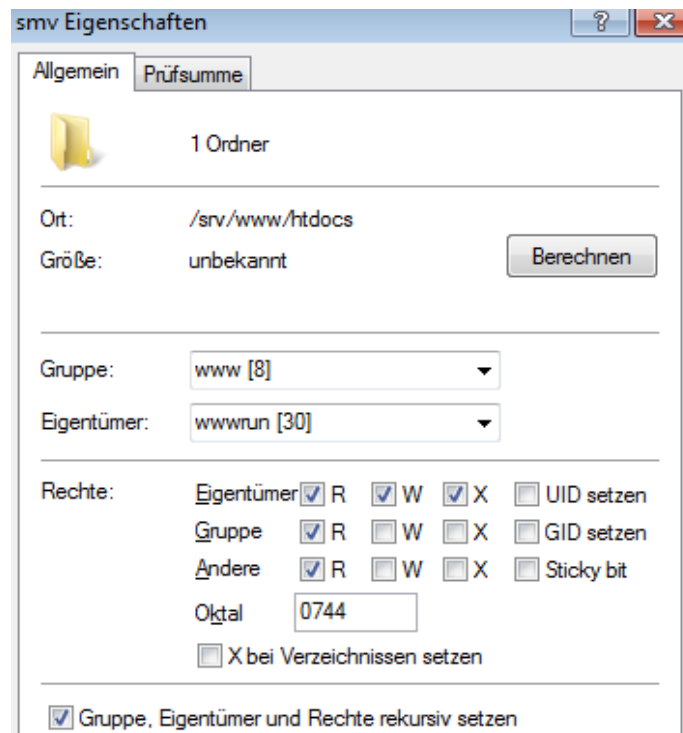 smv Eigenschaften
Allgemein Prüfsumme
1 Ordner
Ort: /srv/www/htdocs
Größe: unbekannt Berechnen
Gruppe: www [8]
Eigentümer: wwwrun [30]
Rechte: Eigentümer R W X UID setzen
Gruppe R W X GID setzen
Andere R W X Sticky bit
Oktal 0744
X bei Verzeichnissen setzen
Gruppe, Eigentümer und Rechte rekursiv setzen